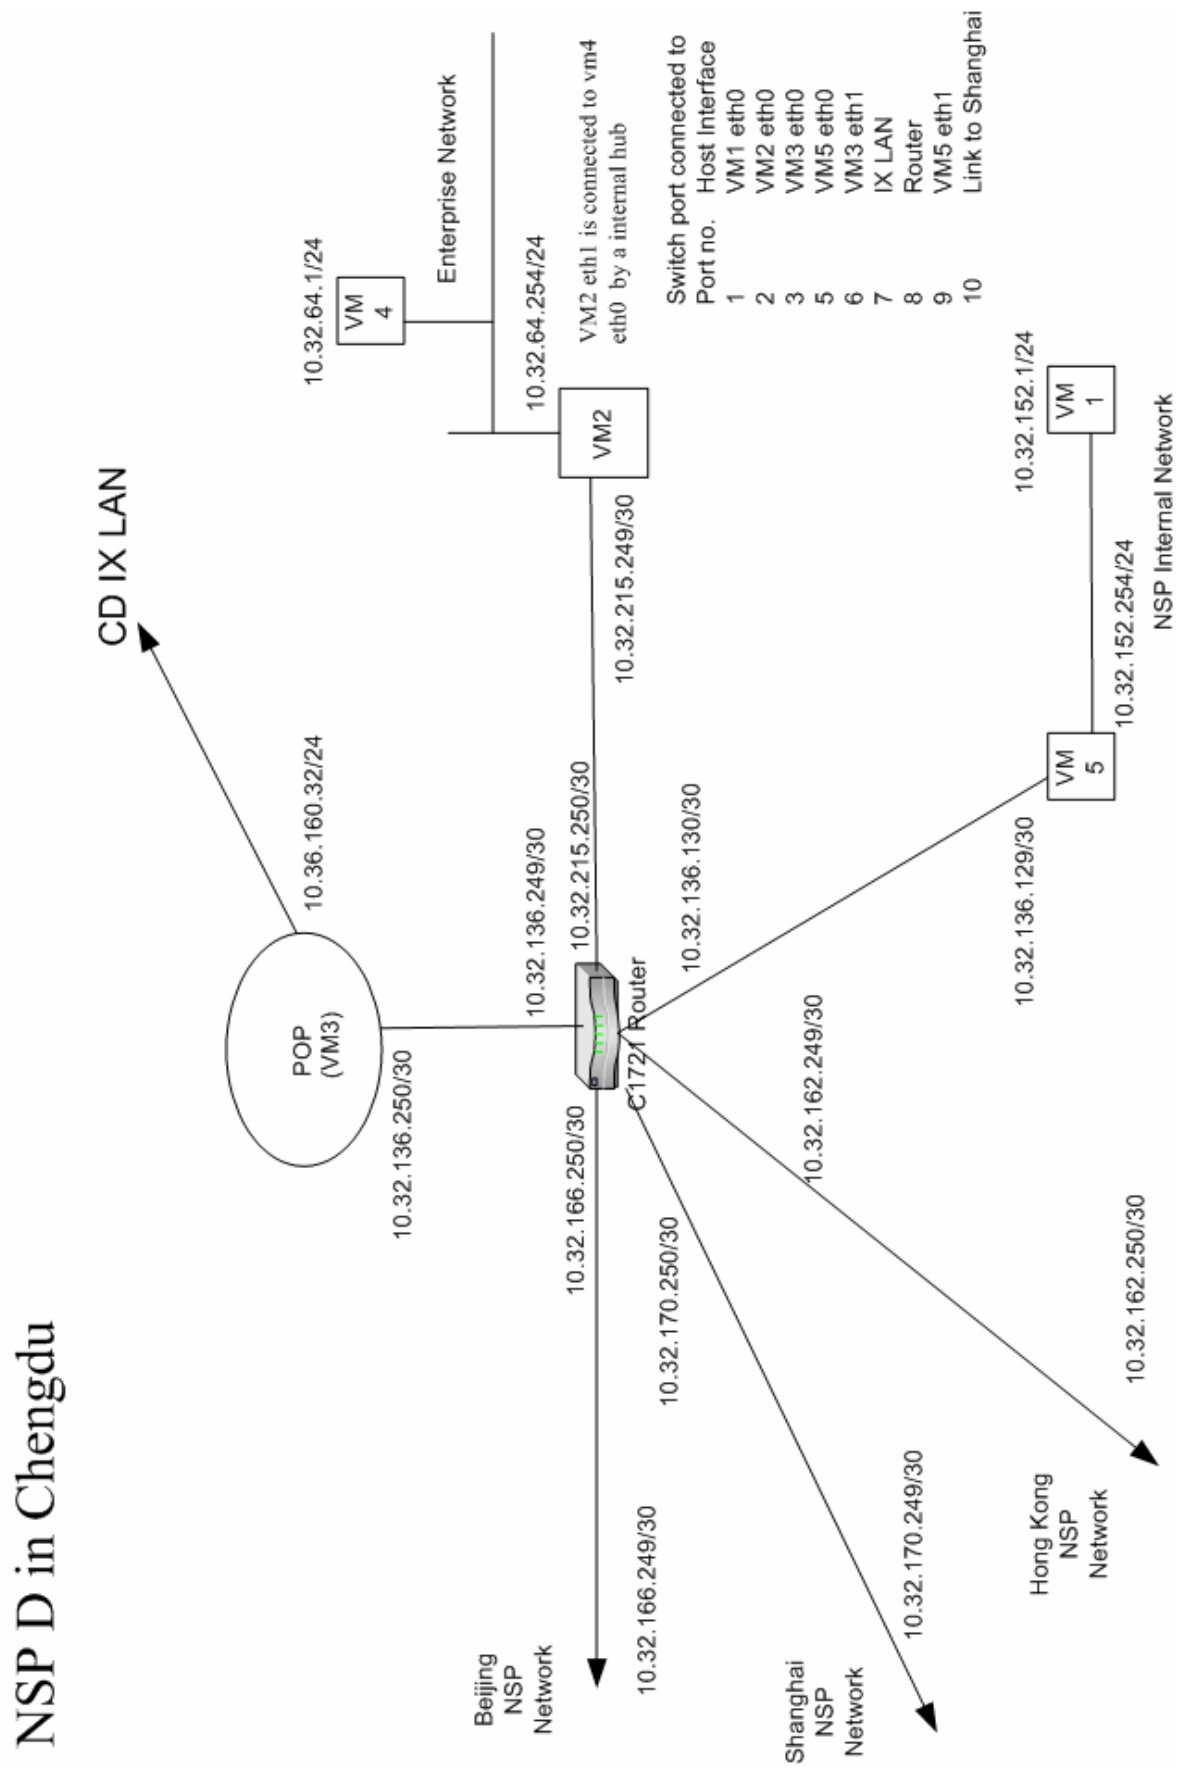 NSP D in Chengdu
CD IX LAN
10.36.160.32/24
POP
(VM3)
10.32.136.250/30
10.32.136.249/30
10.32.64.1/24
VM
4
Enterprise Network
10.32.64.254/24
VM2
10.32.215.249/30
10.32.215.250/30
VM2 eth1 is connected to vm4
eth0 by a internal hub
C1721 Router
10.32.166.250/30
10.32.166.249/30
Beijing
NSP
Network
10.32.170.250/30
10.32.170.249/30
Shanghai
NSP
Network
10.32.162.249/30
10.32.162.250/30
Hong Kong
NSP
Network
10.32.136.130/30
10.32.136.129/30
VM
5
10.32.152.254/24
10.32.152.1/24
VM
1
NSP Internal Network
Switch port connected to
Port no. Host Interface
1 VM1 eth0
2 VM2 eth0
3 VM3 eth0
5 VM5 eth0
6 VM3 eth1
7 IX LAN
8 Router
9 VM5 eth1
10 Link to Shanghai